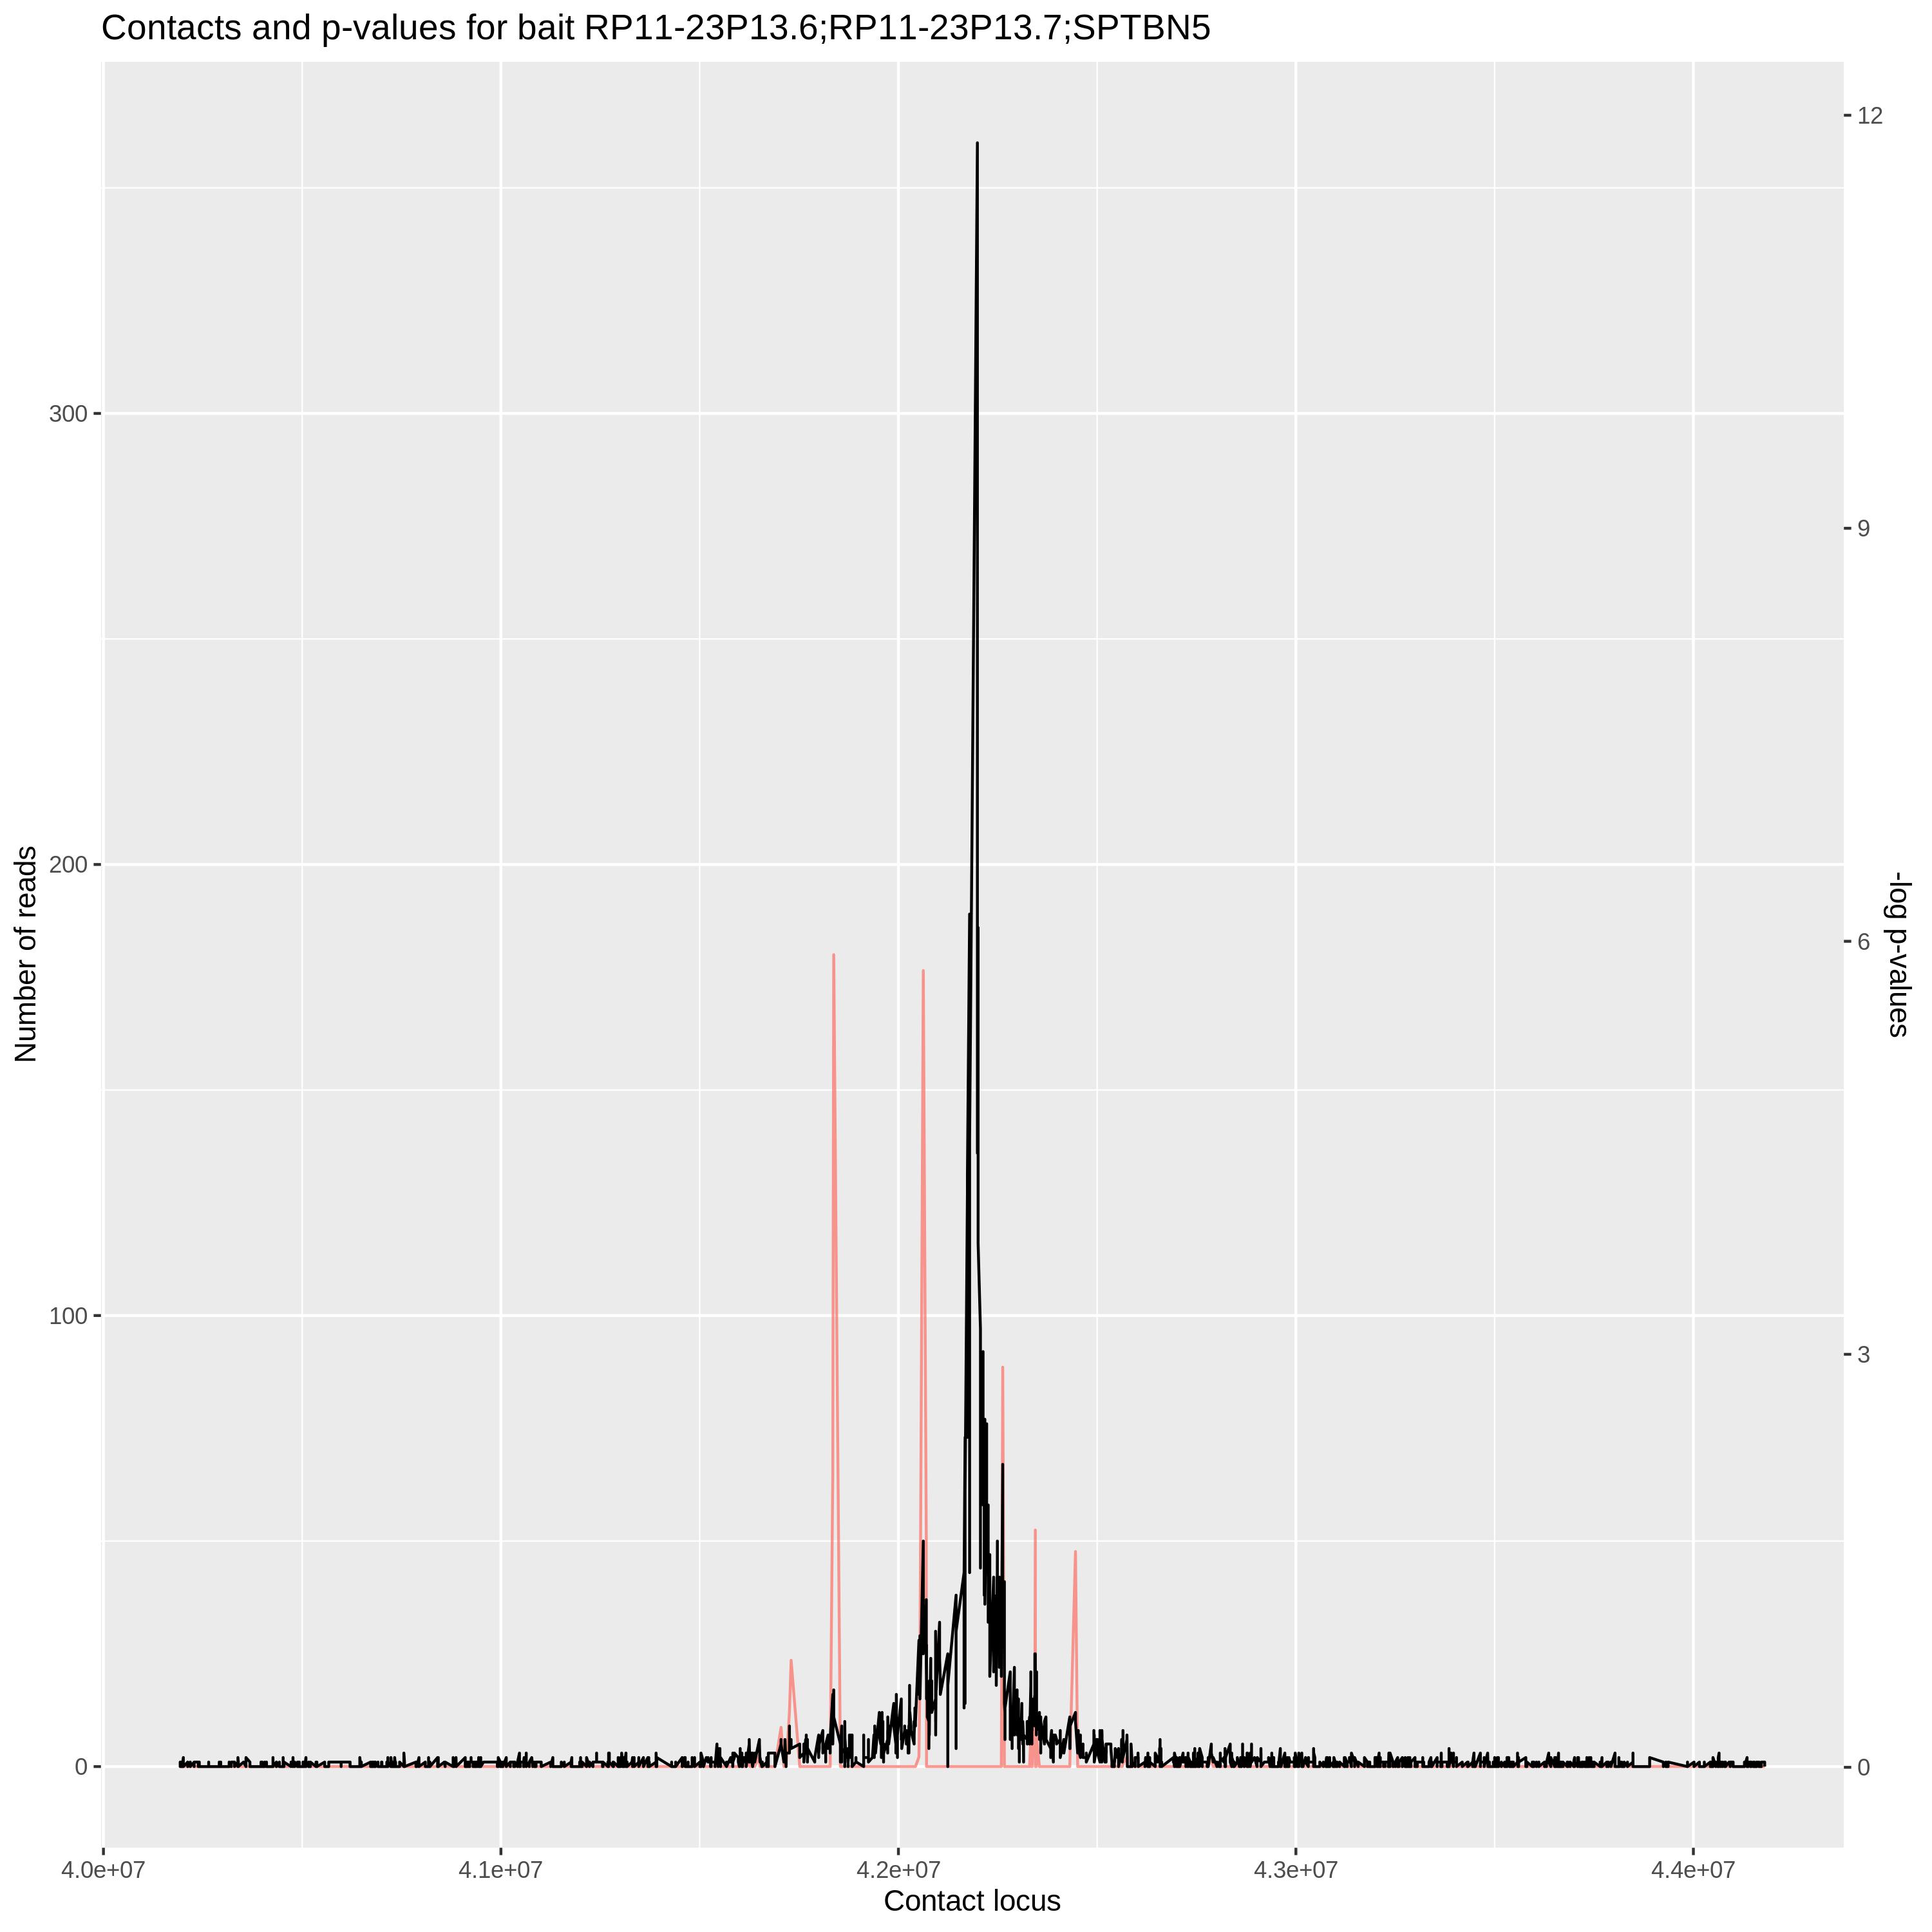 Contacts and p-values for bait RP11-23P13.6;RP11-23P13.7;SPTBN5
12
300
9
200
6
Number of reads
-log p-values
100
3
0
0
4.0e+07
4.1e+07
4.2e+07
4.3e+07
4.4e+07
Contact locus